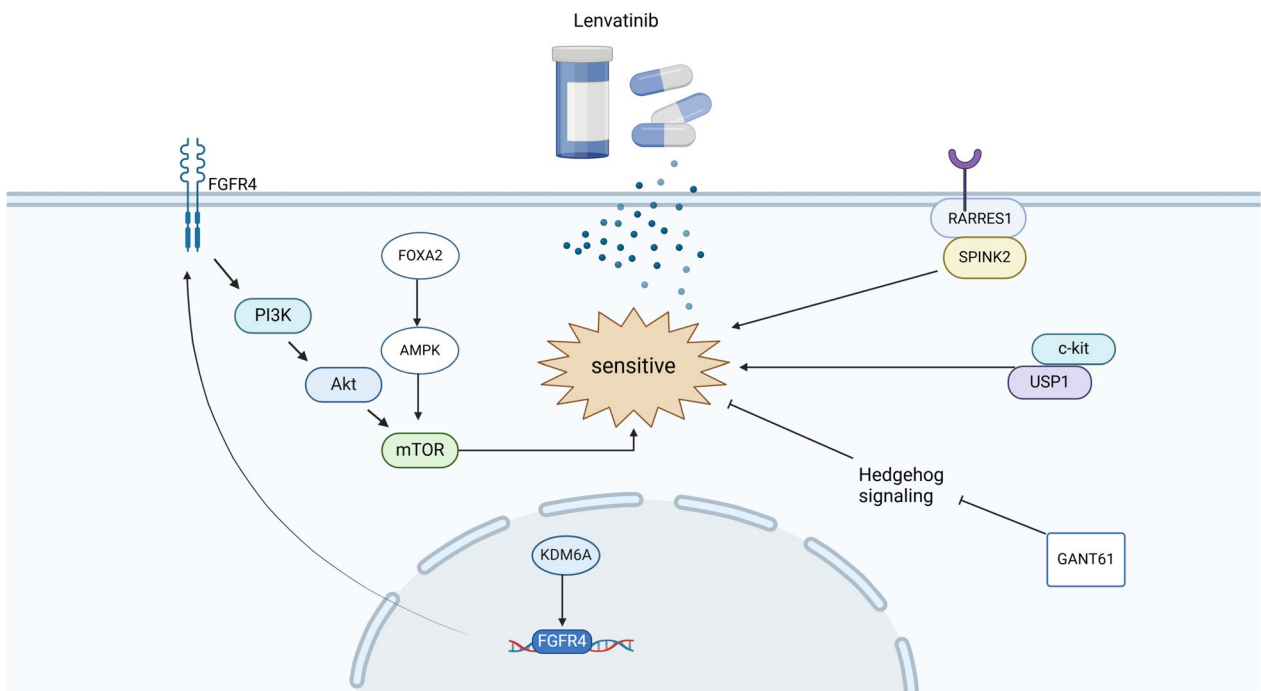 Lenvatinib
FGFR4
RARRES1
SPINK2
FOXA2
PI3K
AMPK
Akt
mTOR
sensitive
c-kit
USP1
Hedgehog
signaling
GANT61
KDM6A
FGFR4